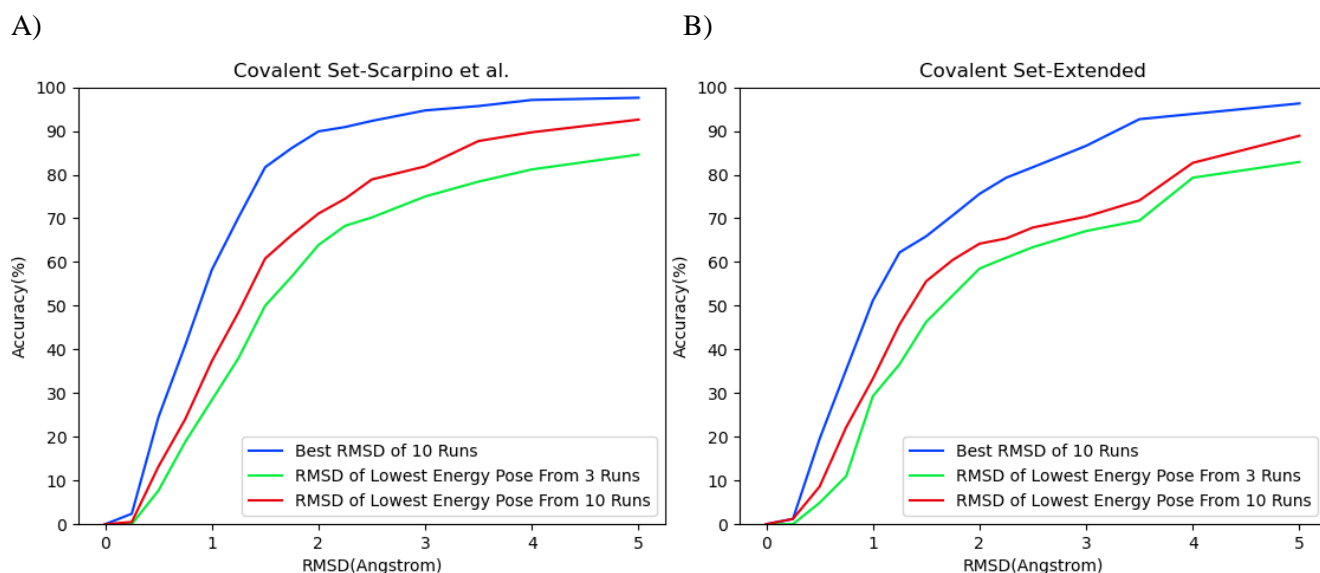 A)
Covalent Set-Scarpino et al.
100
90
80
70
60
50
40
30
20
10
0
Accuracy(%)
0 1 2 3 4 5
RMSD(Angstrom)
Best RMSD of 10 Runs
RMSD of Lowest Energy Pose From 3 Runs
RMSD of Lowest Energy Pose From 10 Runs
B)
Covalent Set-Extended
100
90
80
70
60
50
40
30
20
10
0
Accuracy(%)
0 1 2 3 4 5
RMSD(Angstrom)
Best RMSD of 10 Runs
RMSD of Lowest Energy Pose From 3 Runs
RMSD of Lowest Energy Pose From 10 Runs